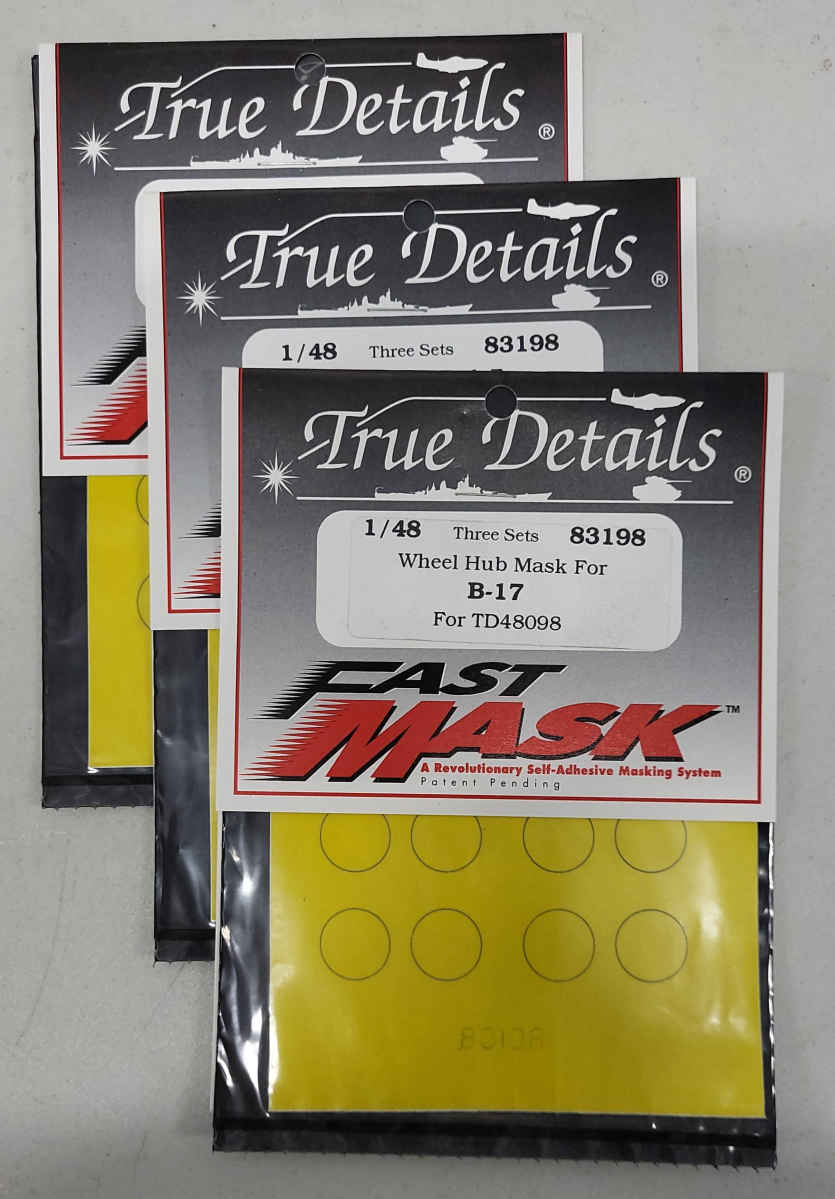 True Details ®
True Details ®
1/48 Three Sets 83198
True Details ®
1/48 Three Sets 83198
Wheel Hub Mask For
B-17
For TD48098
FAST
MASK ™
A Revolutionary Self-Adhesive Masking System
Patent Pending